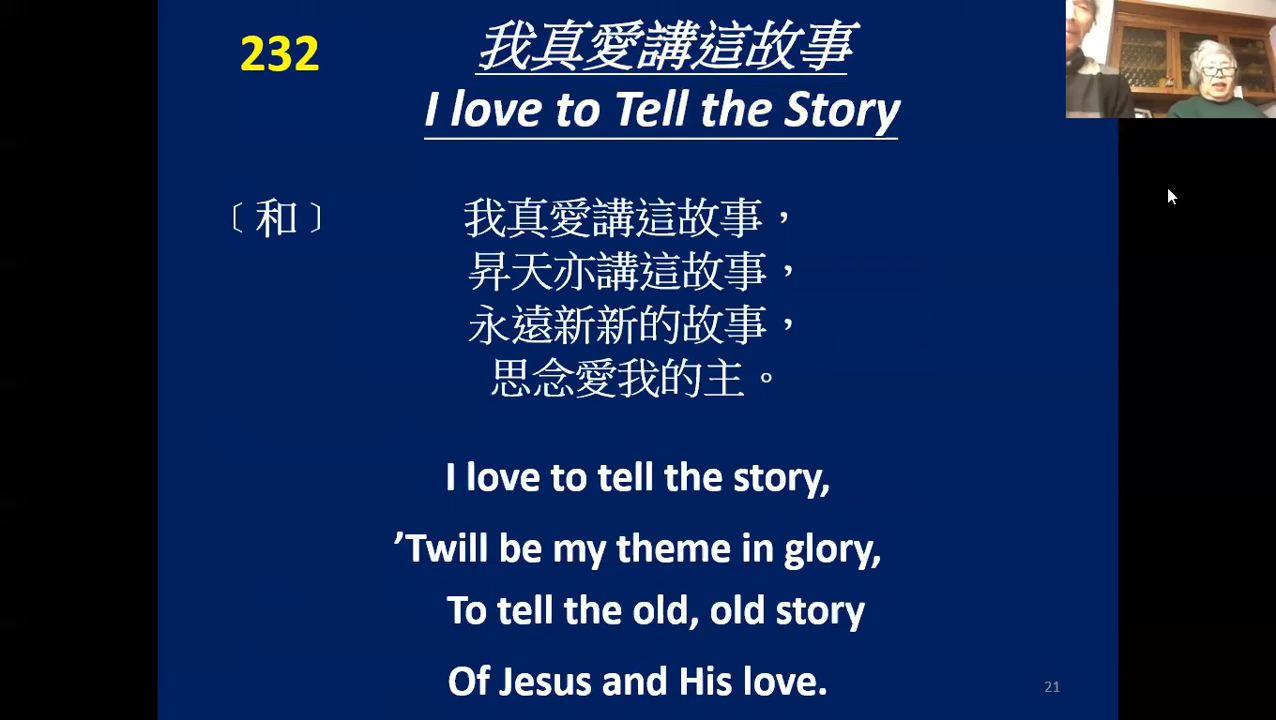 232
我真愛講這故事
I love to Tell the Story
〔和〕
我真愛講這故事，
昇天亦講這故事，
永遠新新的故事，
思念愛我的主。
I love to tell the story,
’Twill be my theme in glory,
To tell the old, old story
Of Jesus and His love.
21